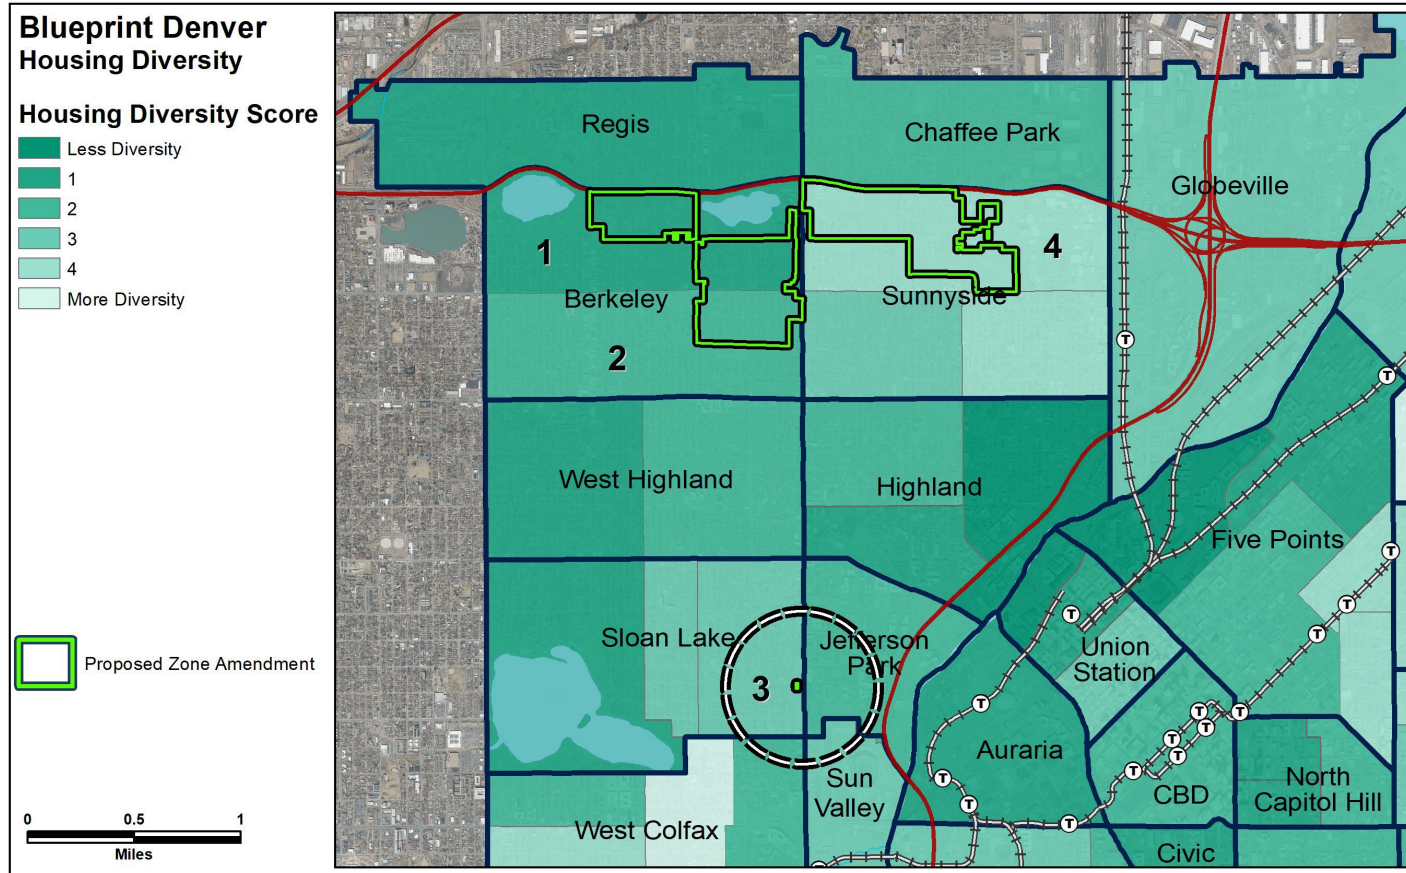 Blueprint Denver
Housing Diversity
Housing Diversity Score
Less Diversity
1
2
3
4
More Diversity
Proposed Zone Amendment
0 0.5 1
Miles
Regis
Chaffee Park
Globeville
1
4
Berkeley
Sunnyside
2
T
T
West Highland
Highland
Five Points
T
T
T
T
Sloan Lake
Jefferson
Park
Union
Station
3
T
T
T
T
T
Auraria
T
T
T
T
T
Sun
Valley
CBD
North
Capitol Hill
West Colfax
T
Civic
T